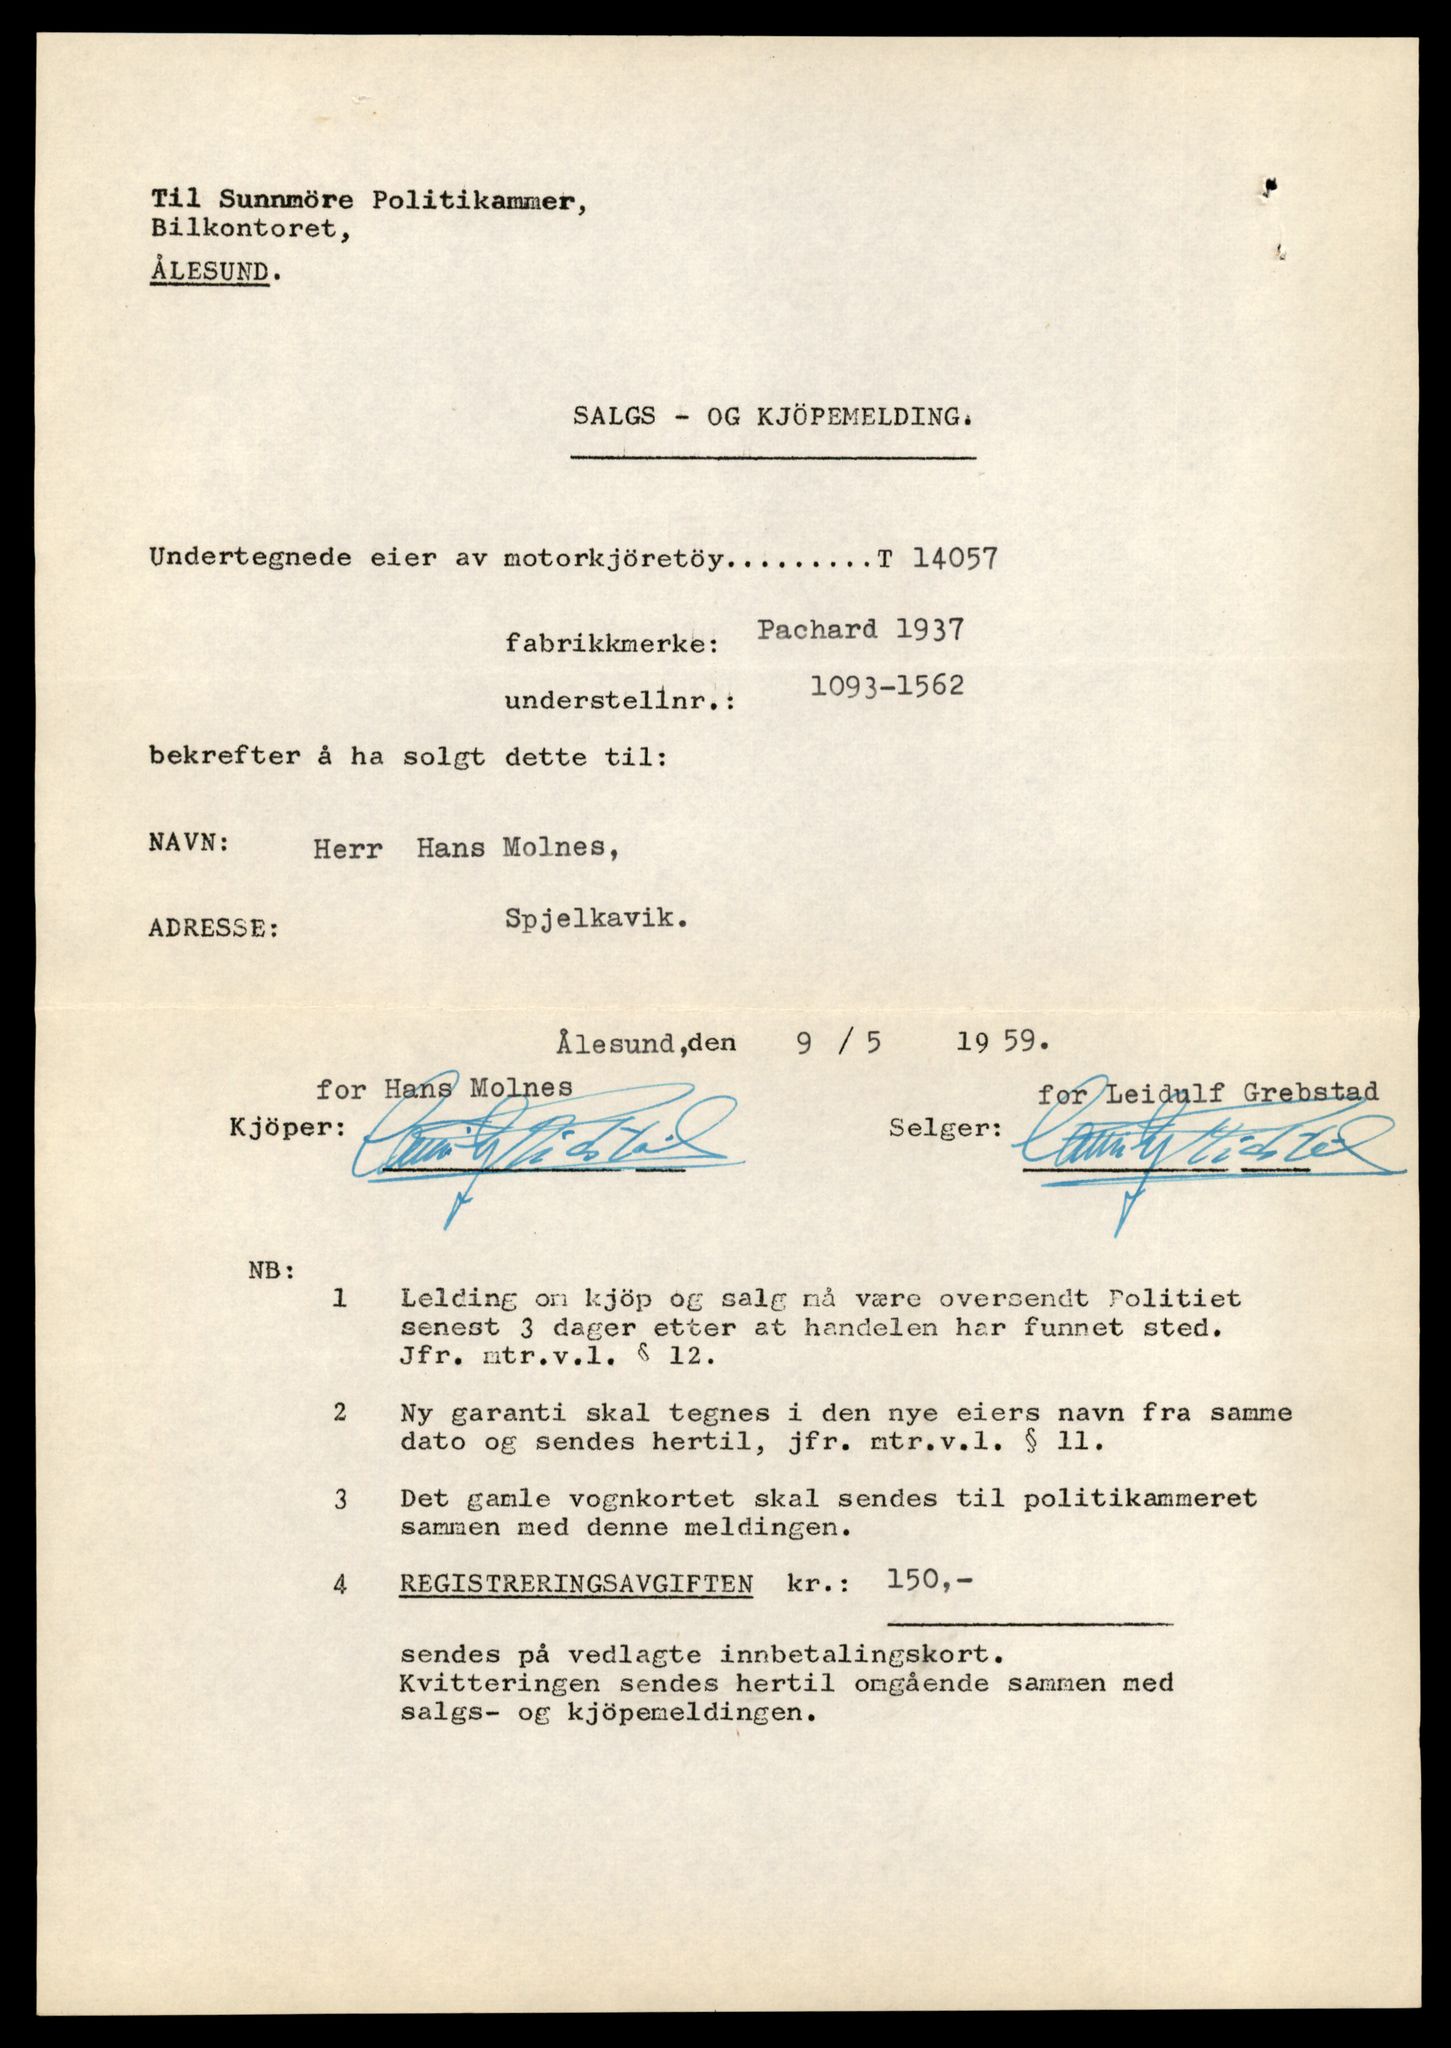 Til Sunnmöre Politikammer,
Bilkontoret,
ÅLESUND.
SALGS - OG KJÖPEMELDING.
Undertegnede eier av motorkjöretöy.........T 14057
fabrikkmerke: Pachard 1937
understellnr.: 1093-1562
bekrefter å ha solgt dette til:
NAVN: Herr Hans Molnes,
ADRESSE: Spjelkavik.
Ålesund,den 9 / 5 19 59.
for Hans Molnes for Leidulf Grebstad
Kjöper: Selger:
NB:
1 Lelding om kjöp og salg må være oversendt Politiet
senest 3 dager etter at handelen har funnet sted.
Jfr. mtr.v.l. § 12.
2 Ny garanti skal tegnes i den nye eiers navn fra samme
dato og sendes hertil, jfr. mtr.v.l. § 11.
3 Det gamle vognkortet skal sendes til politikammeret
sammen med denne meldingen.
4 REGISTRERINGSAVGIFTEN kr.: 150,-
sendes på vedlagte innbetalingskort.
Kvitteringen sendes hertil omgående sammen med
salgs- og kjöpemeldingen.